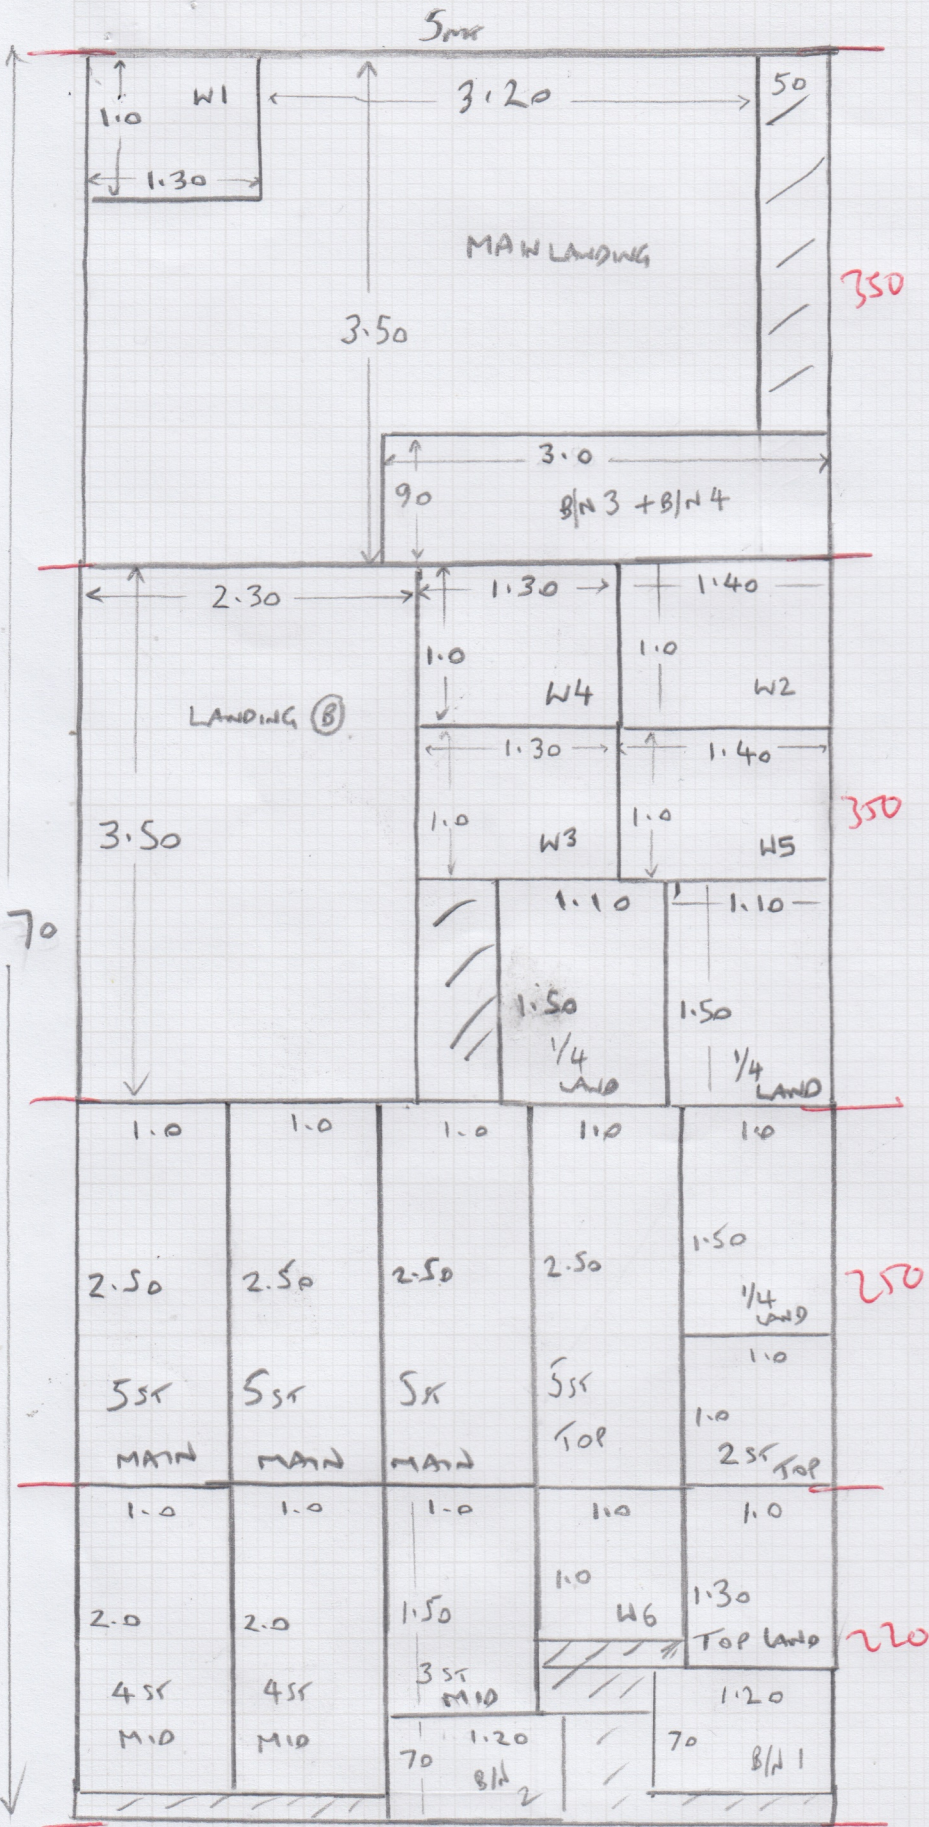 5mt
W1
3.20
50
1.0
1.30
MAIN LANDING
350
3.50
3.0
90
B/N 3 + B/N 4
2.30
1.30
1.40
1.0
1.0
W4
W2
LANDING B
1.30
1.40
3.50
1.0
1.0
W3
W5
350
70
1.10
1.10
1.50
1.50
1/4
LAND
1/4
LAND
1.0
1.0
1.0
1.0
1.0
2.50
2.50
2.50
2.50
1.50
250
1/4
LAND
5ST
MAIN
5ST
MAIN
5ST
MAIN
5ST
TOP
1.0
1.0
2 ST TOP
1.0
1.0
1.0
1.0
1.0
2.0
2.0
1.50
1.0
W6
1.30
TOP LAND
220
4 ST
MID
4 ST
MID
3 ST
MID
1.20
70
B/N 2
1.20
70
B/N 1